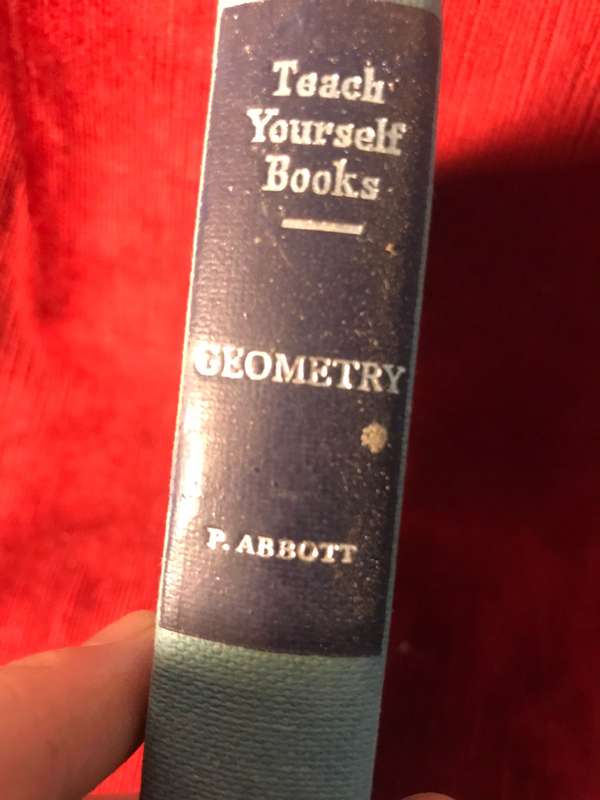 Teach
Yourself
Books
GEOMETRY
P. ABBOTT